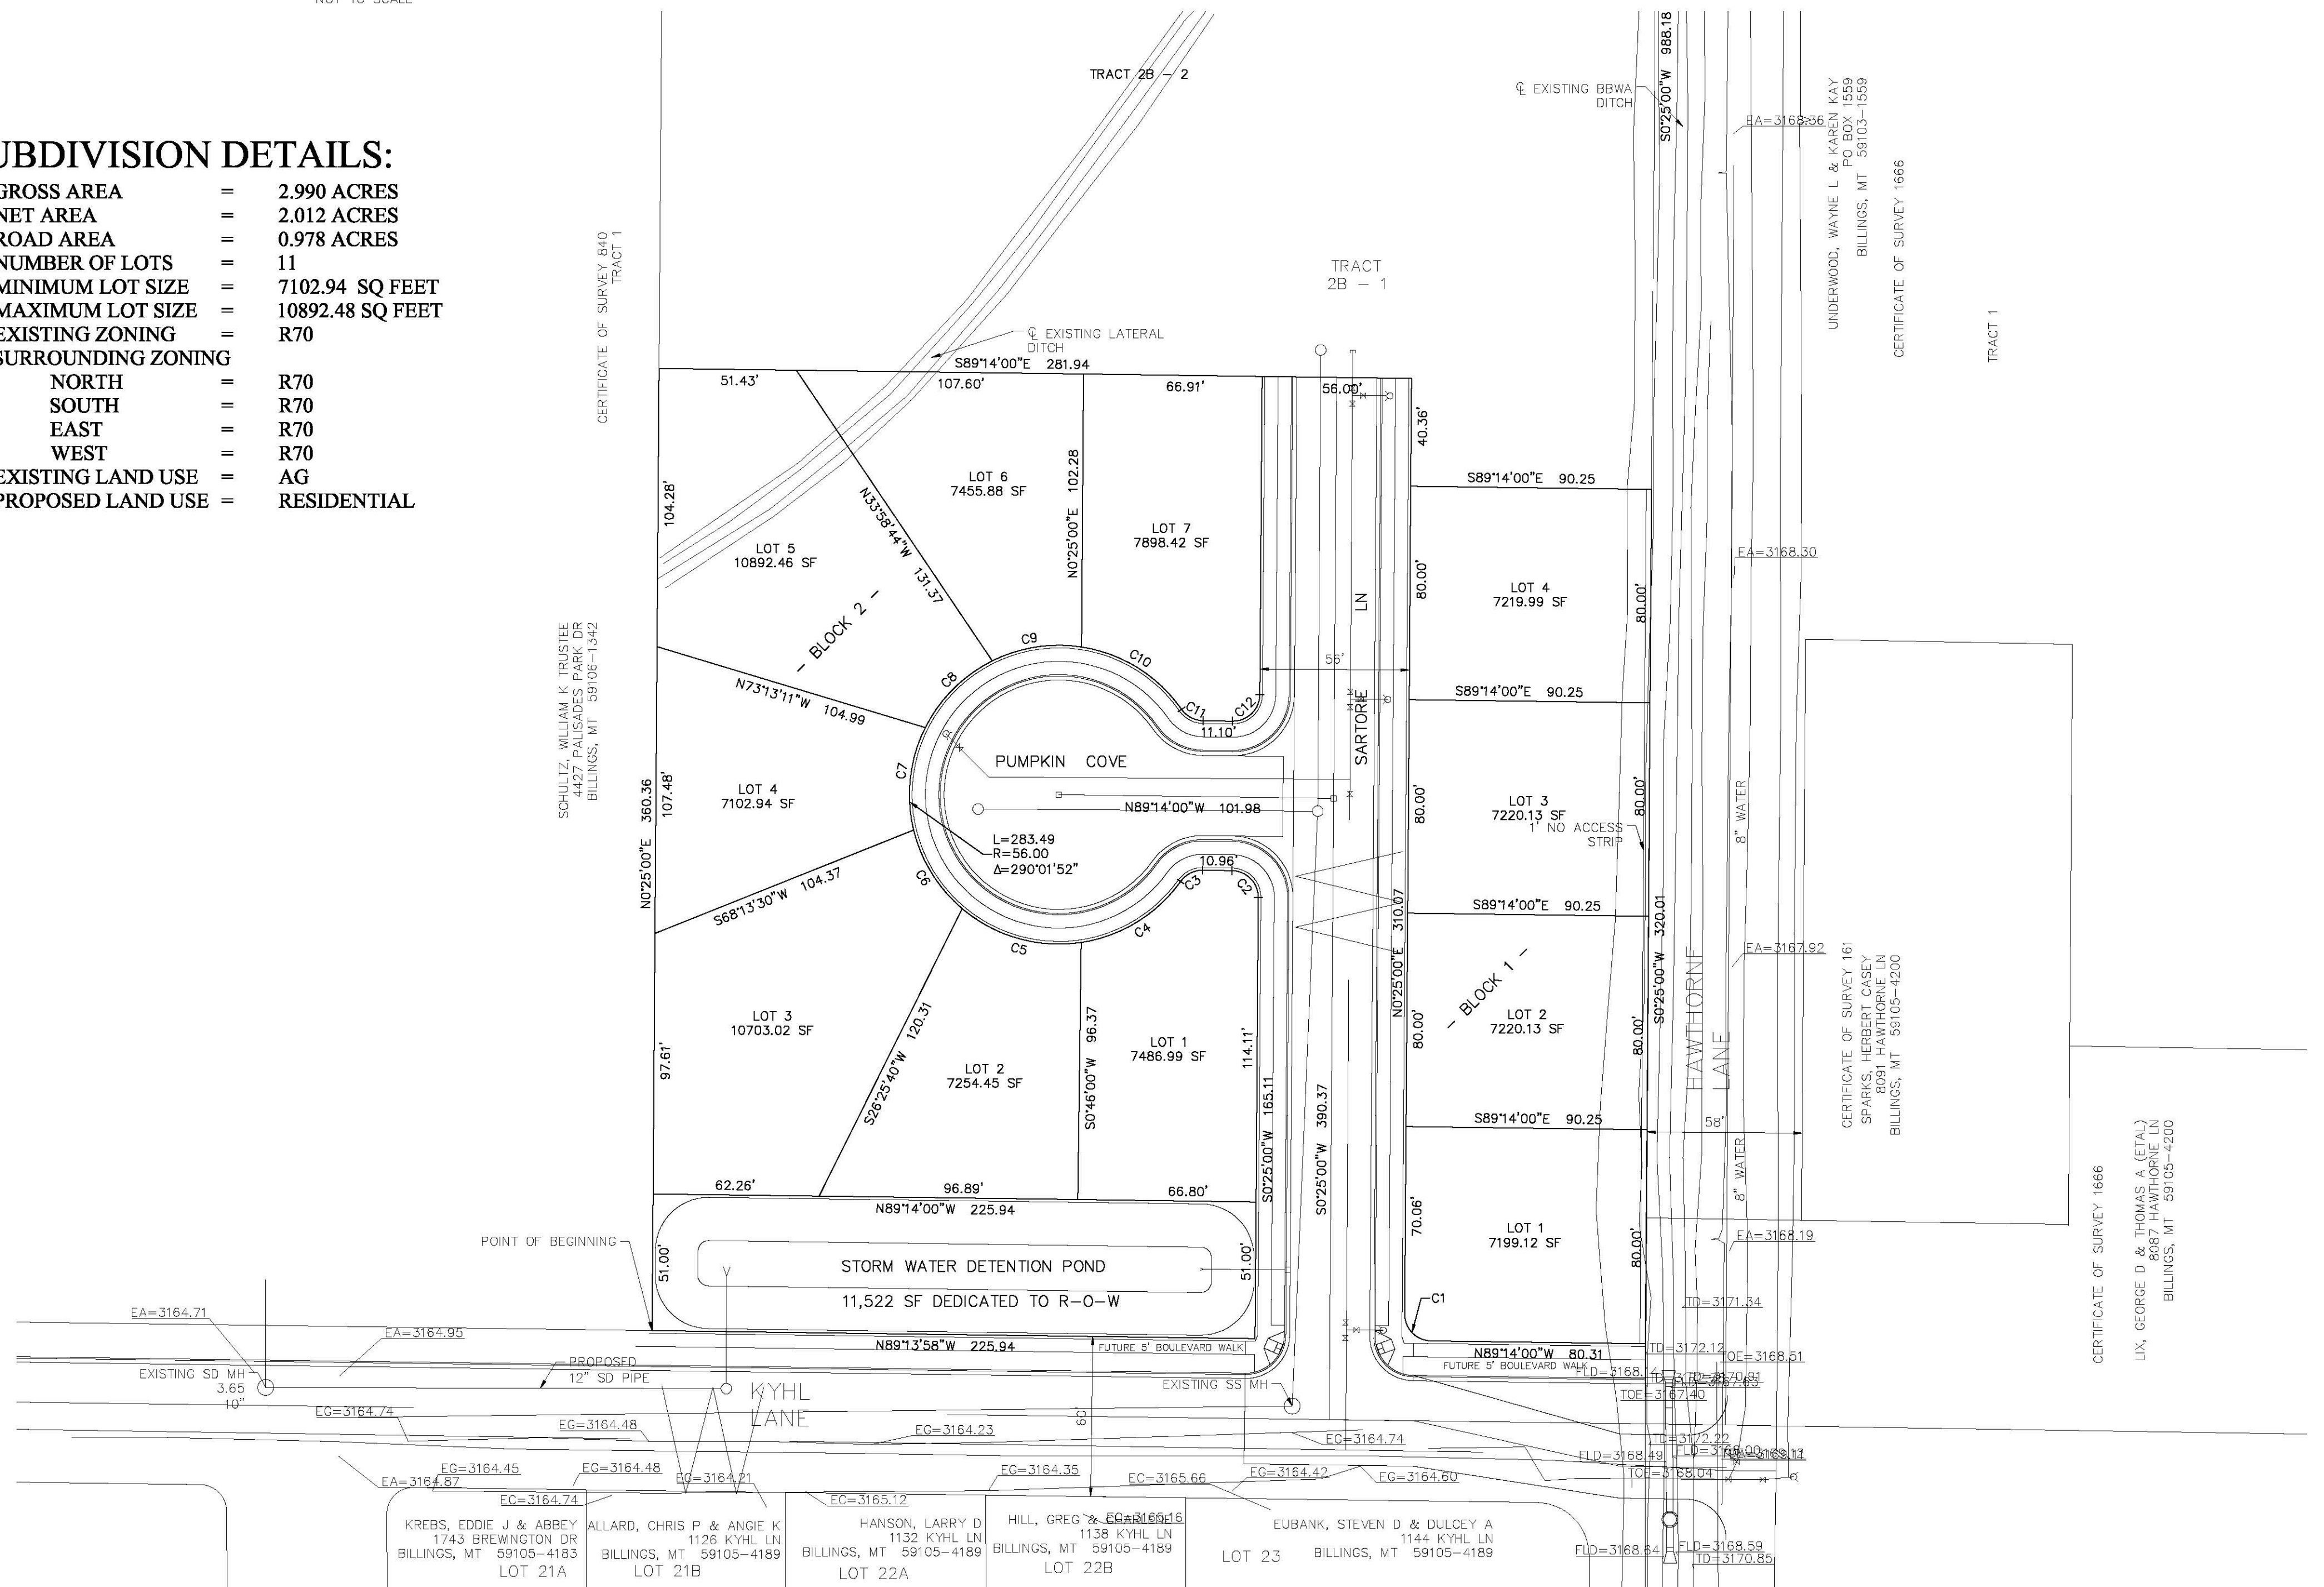 NOT TO SCALE
UBDIVISION DETAILS:
GROSS AREA = 2.990 ACRES
NET AREA = 2.012 ACRES
ROAD AREA = 0.978 ACRES
NUMBER OF LOTS = 11
MINIMUM LOT SIZE = 7102.94 SQ FEET
MAXIMUM LOT SIZE = 10892.48 SQ FEET
EXISTING ZONING = R70
SURROUNDING ZONING
NORTH = R70
SOUTH = R70
EAST = R70
WEST = R70
EXISTING LAND USE = AG
PROPOSED LAND USE = RESIDENTIAL
TRACT 2B - 2
℄ EXISTING BBWA
DITCH
S0°25'00"W 988.18
EA=3168.36
UNDERWOOD, WAYNE L & KAREN KAY
PO BOX 1559
BILLINGS, MT 59103-1559
CERTIFICATE OF SURVEY 1666
TRACT 1
CERTIFICATE OF SURVEY 840
TRACT 1
TRACT
2B - 1
℄ EXISTING LATERAL
DITCH
S89°14'00"E 281.94
51.43'
107.60'
66.91'
56.00'
40.36'
104.28'
LOT 5
10892.46 SF
N33°58'44"W 131.37
LOT 6
7455.88 SF
N0°25'00"E 102.28
LOT 7
7898.42 SF
S89°14'00"E 90.25
80.00'
LOT 4
7219.99 SF
80.00'
EA=3168.30
- BLOCK 2 -
SARTORIE LN
56'
S89°14'00"E 90.25
C9
C10
C8
C11
C12
11.10'
N73°13'11"W 104.99
SCHULTZ, WILLIAM K TRUSTEE
4427 PALISADES PARK DR
BILLINGS, MT 59106-1342
N0°25'00"E 360.36
107.48'
LOT 4
7102.94 SF
C7
PUMPKIN COVE
N89°14'00"W 101.98
L=283.49
R=56.00
Δ=290°01'52"
10.96'
C6
C3
C2
C4
C5
80.00'
LOT 3
7220.13 SF
80.00'
1' NO ACCESS
STRIP
8" WATER
S68°13'30"W 104.37
S89°14'00"E 90.25
N0°25'00"E 310.07
S0°25'00"W 320.01
HAWTHORNE
LANE
EA=3167.92
CERTIFICATE OF SURVEY 161
SPARKS, HERBERT CASEY
8091 HAWTHORNE LN
BILLINGS, MT 59105-4200
97.61'
LOT 3
10703.02 SF
S26°25'40"W 120.31
LOT 2
7254.45 SF
S0°46'00"W 96.37
LOT 1
7486.99 SF
114.11'
S0°25'00"W 165.11
S0°25'00"W 390.37
- BLOCK 1 -
80.00'
LOT 2
7220.13 SF
80.00'
S89°14'00"E 90.25
58'
8" WATER
62.26'
96.89'
66.80'
N89°14'00"W 225.94
70.06'
LOT 1
7199.12 SF
80.00'
EA=3168.19
CERTIFICATE OF SURVEY 1666
LIX, GEORGE D & THOMAS A (ETAL)
8087 HAWTHORNE LN
BILLINGS, MT 59105-4200
POINT OF BEGINNING
51.00'
STORM WATER DETENTION POND
11,522 SF DEDICATED TO R-O-W
51.00'
C1
TD=3171.34
EA=3164.71
EA=3164.95
N89°13'58"W 225.94
FUTURE 5' BOULEVARD WALK
N89°14'00"W 80.31
FUTURE 5' BOULEVARD WALK
TD=3172.12
TOE=3168.51
FLD=3168.14
TOE=3167.40
EXISTING SD MH
3.65
10"
PROPOSED
12" SD PIPE
KYHL
LANE
EXISTING SS MH
60'
EG=3164.74
EG=3164.48
EG=3164.23
EG=3164.74
TD=3172.22
FLD=3168.49
TOE=3168.04
EA=3164.87
EG=3164.45
EG=3164.48
EG=3164.21
EG=3164.35
EC=3165.66
EG=3164.42
EG=3164.60
EC=3164.74
EC=3165.12
KREBS, EDDIE J & ABBEY
1743 BREWINGTON DR
BILLINGS, MT 59105-4183
LOT 21A
ALLARD, CHRIS P & ANGIE K
1126 KYHL LN
BILLINGS, MT 59105-4189
LOT 21B
HANSON, LARRY D
1132 KYHL LN
BILLINGS, MT 59105-4189
LOT 22A
HILL, GREG & CHARLENE
1138 KYHL LN
BILLINGS, MT 59105-4189
LOT 22B
EUBANK, STEVEN D & DULCEY A
1144 KYHL LN
BILLINGS, MT 59105-4189
LOT 23
FLD=3168.64
FLD=3168.59
TD=3170.85